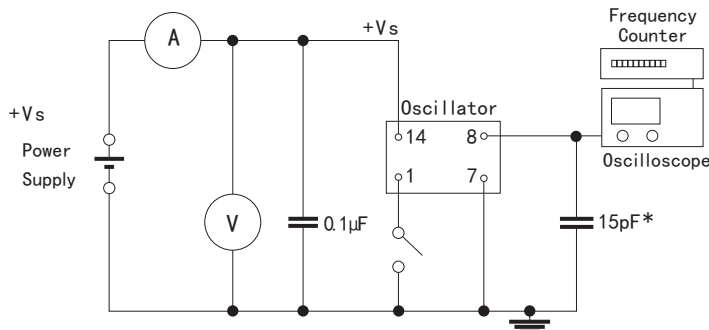 Frequency
Counter
+Vs
A
Oscillator
+Vs
14
8
Power
Supply
Oscilloscope
1
7
V
0.1μF
15pF*